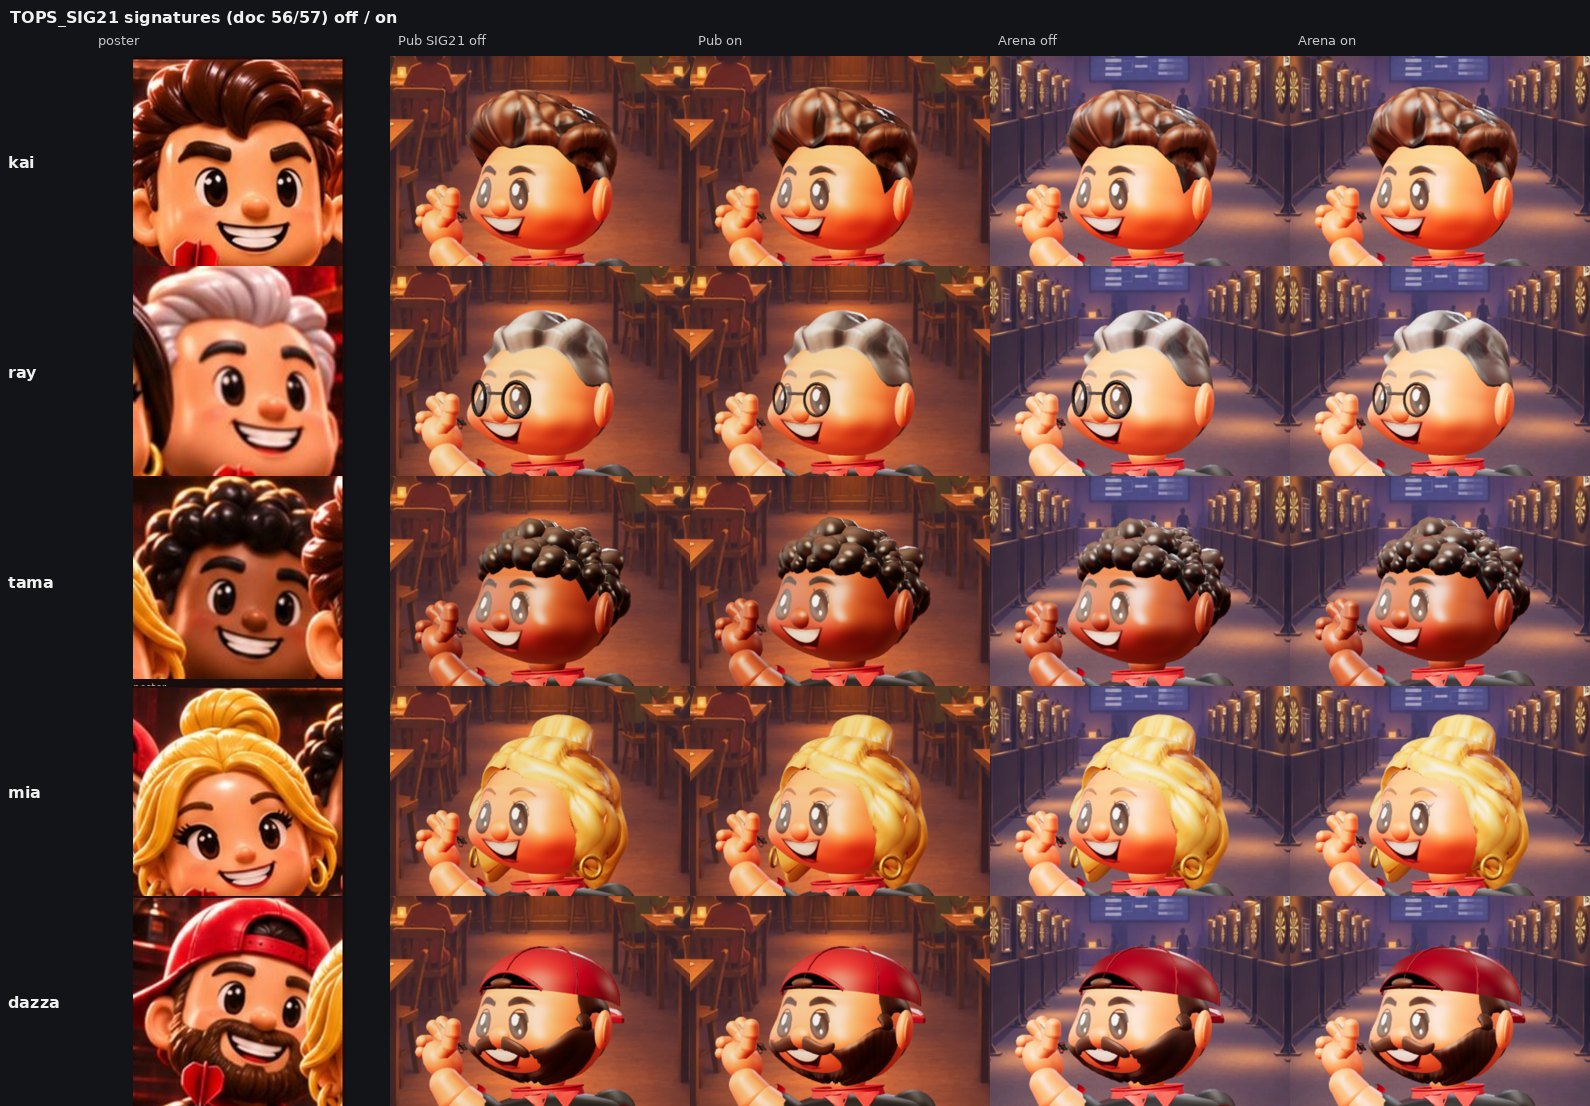 TOPS_SIG21 signatures (doc 56/57) off / on
poster Pub SIG21 off Pub on Arena off Arena on
kai
ray
tama
mia
dazza